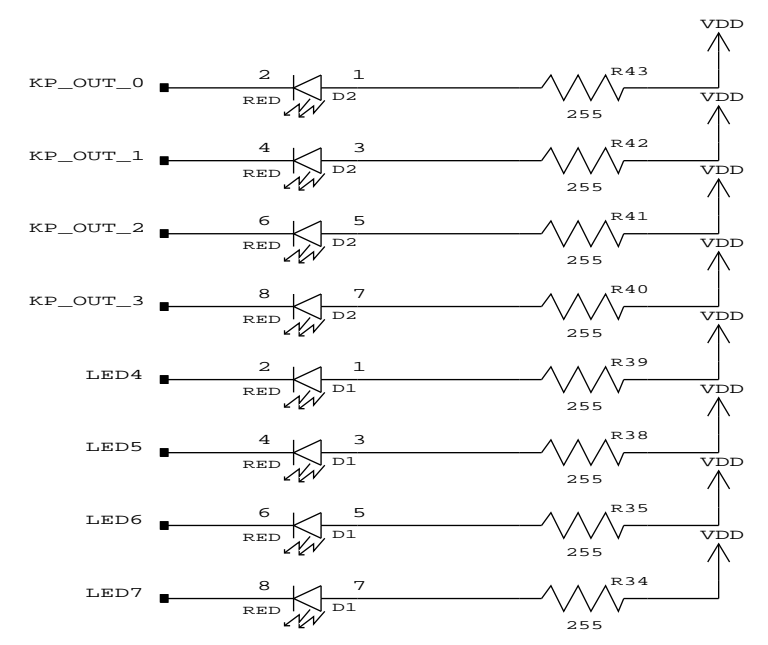 VDD
KP_OUT_0 2 1 R43
RED D2 255
VDD
KP_OUT_1 4 3 R42
RED D2 255
VDD
KP_OUT_2 6 5 R41
RED D2 255
VDD
KP_OUT_3 8 7 R40
RED D2 255
VDD
LED4 2 1 R39
RED D1 255
VDD
LED5 4 3 R38
RED D1 255
VDD
LED6 6 5 R35
RED D1 255
VDD
LED7 8 7 R34
RED D1 255